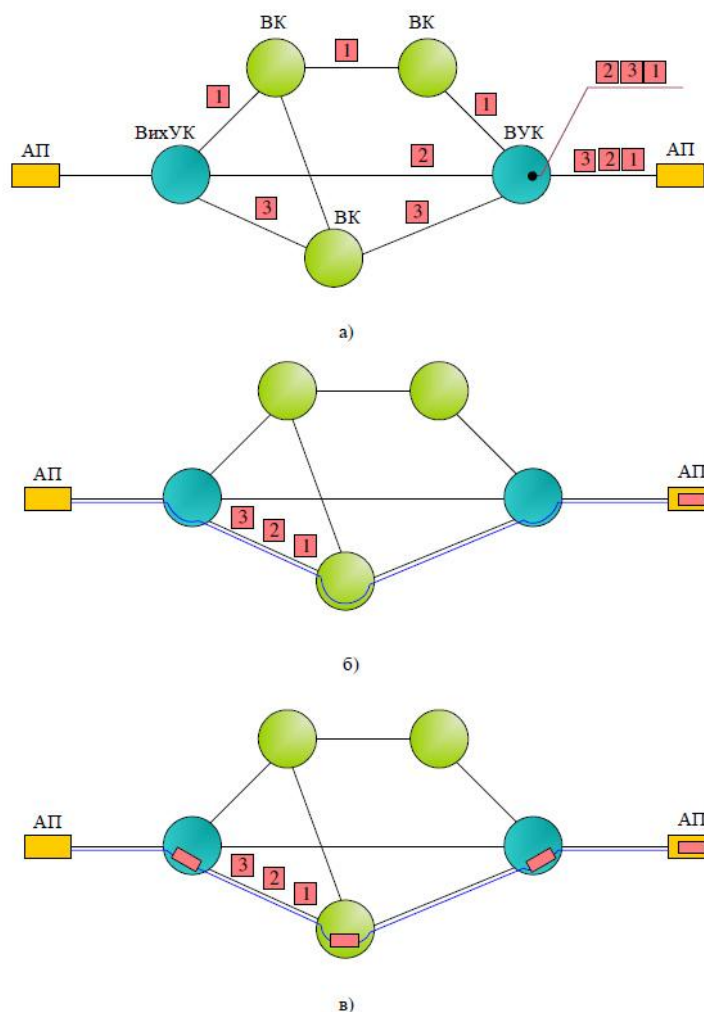 ВК ВК
1
1 1
2 3 1
ВихУК ВУК
АП 2 3 2 1 АП
3 3
ВК
а)
АП АП
3 2 1
б)
АП АП
3 2 1
в)